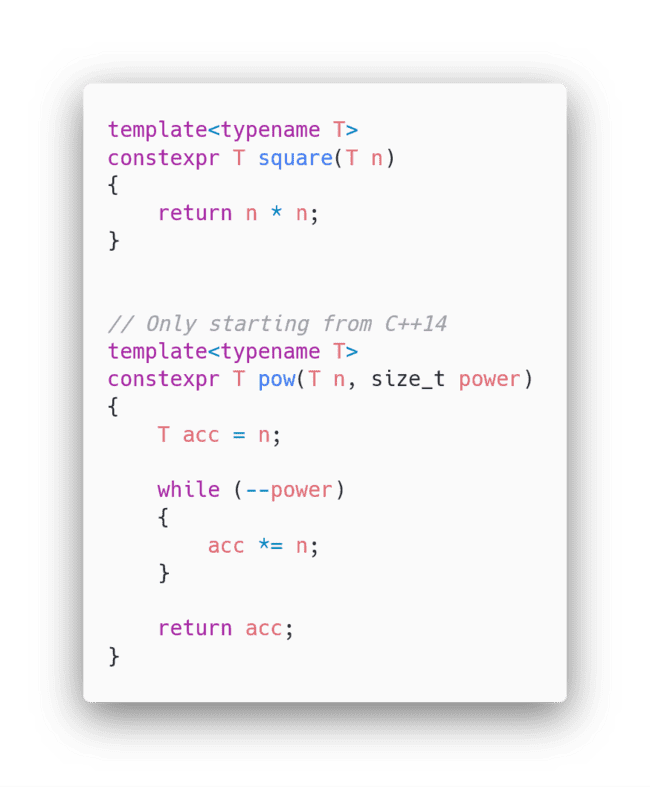 template<typename T>
constexpr T square(T n)
{
    return n * n;
}
// Only starting from C++14
template<typename T>
constexpr T pow(T n, size_t power)
{
    T acc = n;
    while (--power)
    {
        acc *= n;
    }
    return acc;
}